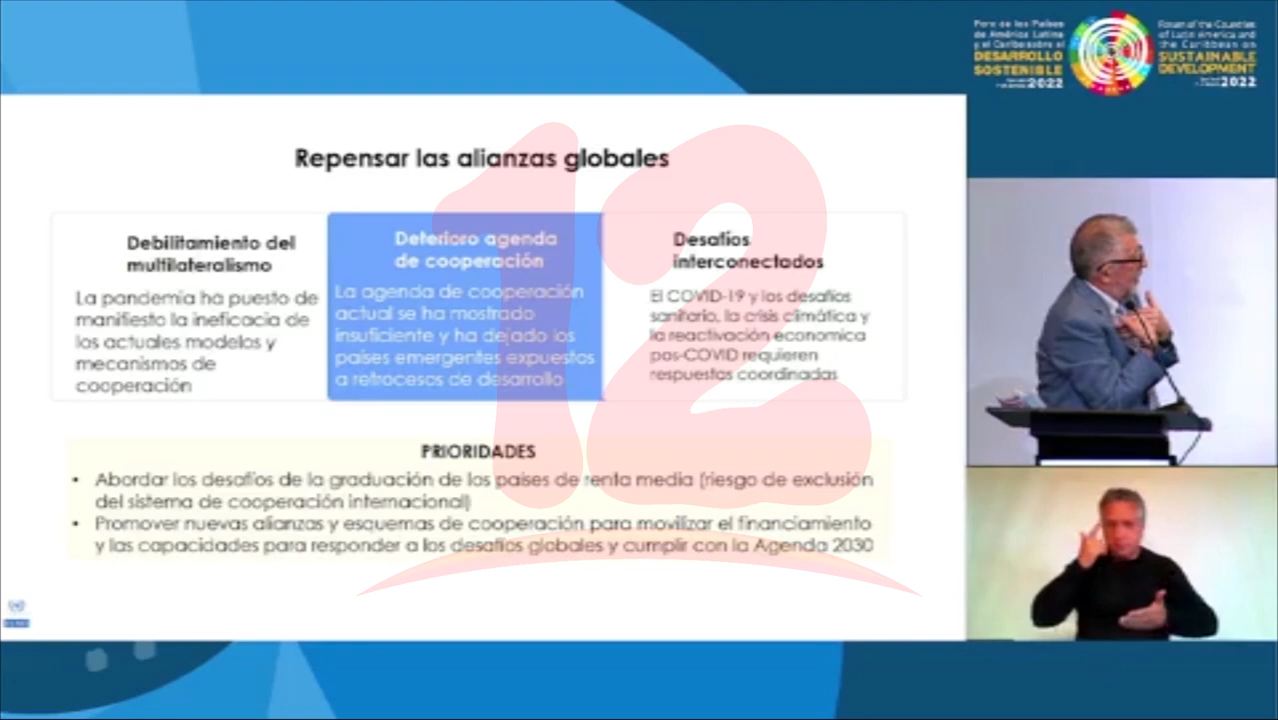 Foro de los Países
de América Latina
y el Caribe sobre el
DESARROLLO
SOSTENIBLE
2022
Forum of the Countries
of Latin America and
the Caribbean on
SUSTAINABLE
DEVELOPMENT
2022
Repensar las alianzas globales
Debilitamiento del
multilateralismo
La pandemia ha puesto de
manifiesto la ineficacia de
los actuales modelos y
mecanismos de
cooperación
Deterioro agenda
de cooperación
La agenda de cooperación
actual se ha mostrado
insuficiente y ha dejado los
países emergentes expuestos
a retrocesos de desarrollo
Desafíos
interconectados
El COVID-19 y los desafíos
sanitario, la crisis climática y
la reactivación economica
pos-COVID requieren
respuestas coordinadas
PRIORIDADES
• Abordar los desafíos de la graduación de los países de renta media (riesgo de exclusión
del sistema de cooperación internacional)
• Promover nuevas alianzas y esquemas de cooperación para movilizar el financiamiento
y las capacidades para responder a los desafíos globales y cumplir con la Agenda 2030
12